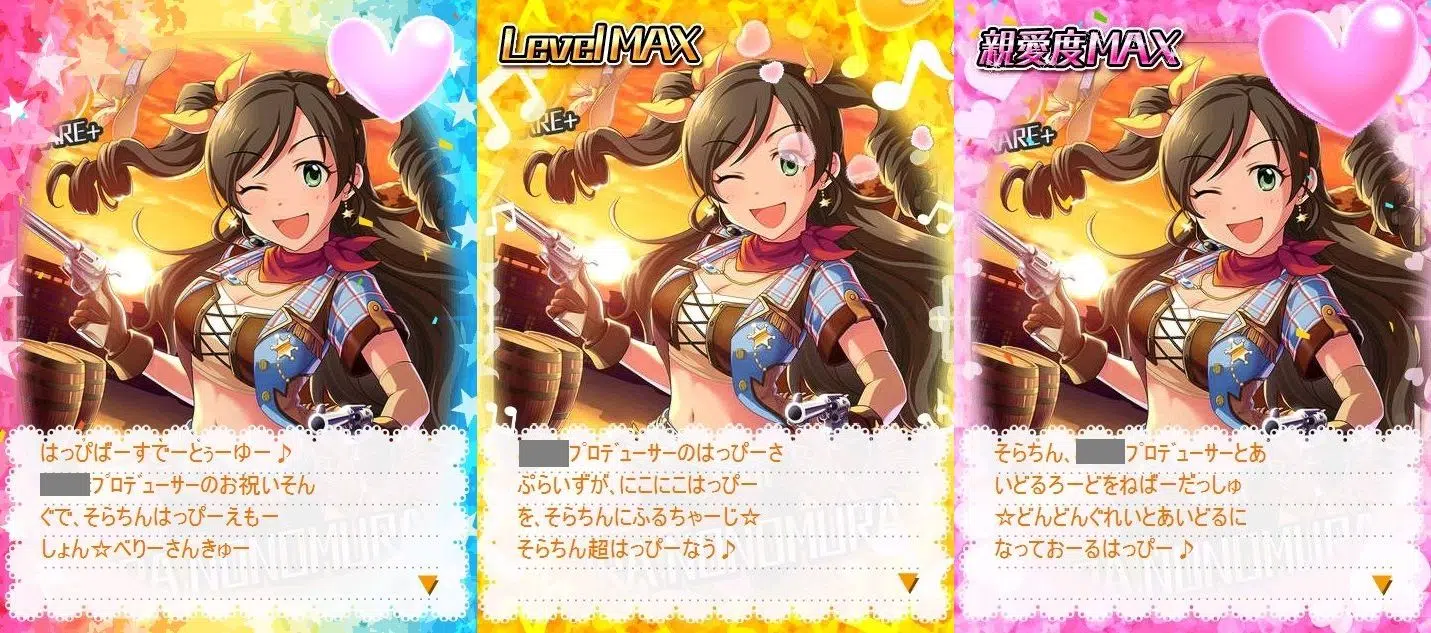 RARE+
はっぴばーすでーとぅーゆー♪
プロデューサーのお祝いそん
ぐで、そらちんはっぴーえもー
しょん☆べりーさんきゅー
Level MAX
RARE+
プロデューサーのはっぴーさ
ぷらいずが、にこにこはっぴー
を、そらちんにふるちゃーじ☆
そらちん超はっぴーなう♪
親愛度MAX
RARE+
そらちん、プロデューサーとあ
いどるろーどをねばーだっしゅ
☆どんどんぐれいとあいどるに
なっておーるはっぴー♪